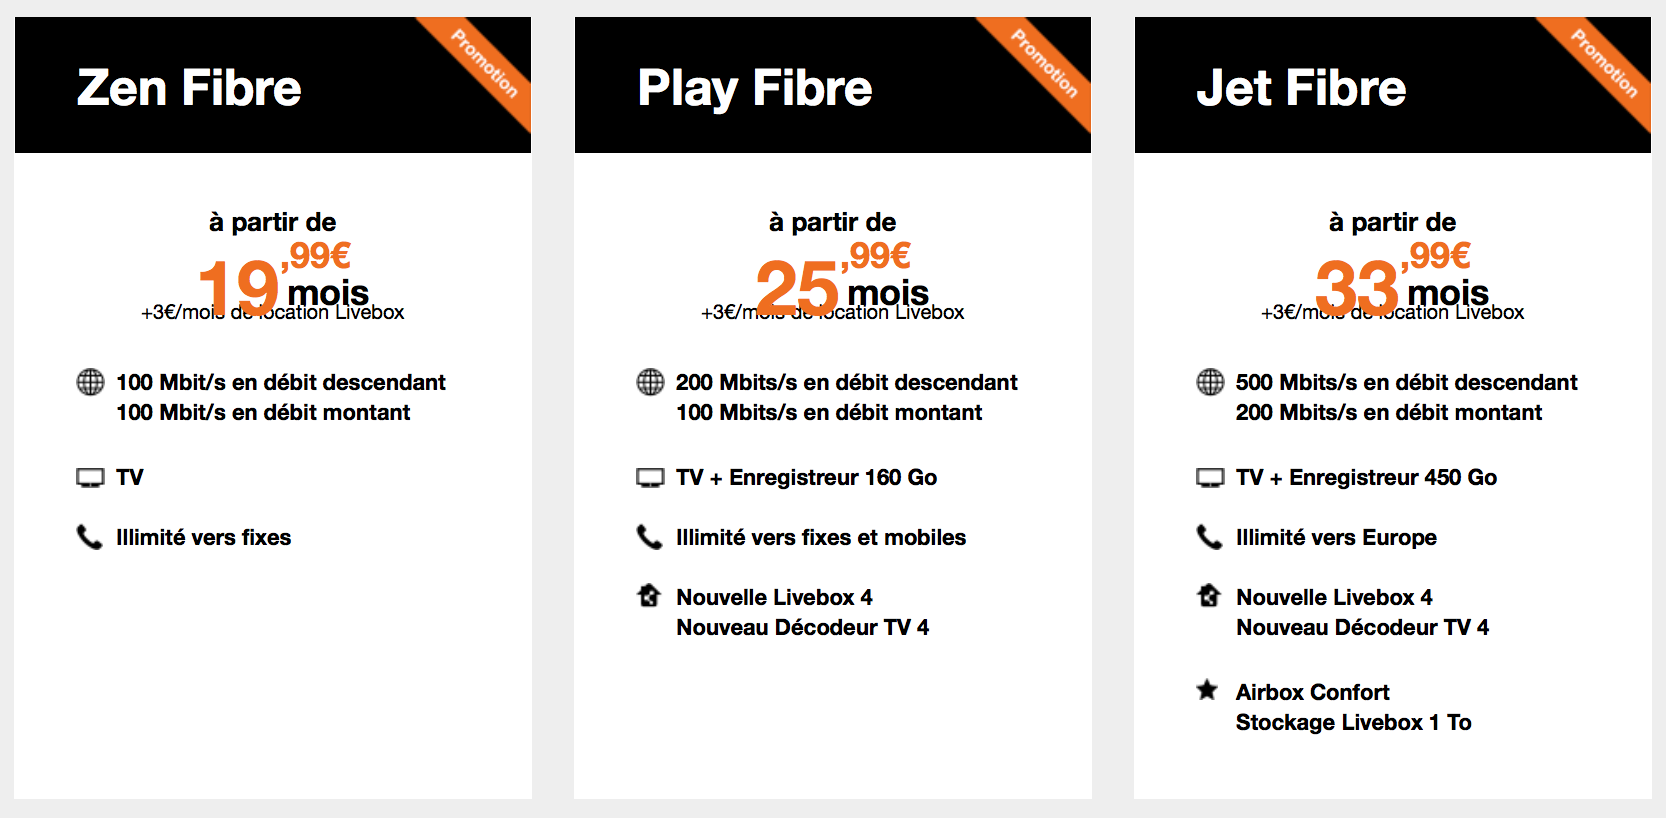 Zen Fibre
Promotion
à partir de
19,99€
mois
+3€/mois de location Livebox
100 Mbit/s en débit descendant
100 Mbit/s en débit montant
TV
Illimité vers fixes
Play Fibre
Promotion
à partir de
25,99€
mois
+3€/mois de location Livebox
200 Mbits/s en débit descendant
100 Mbits/s en débit montant
TV + Enregistreur 160 Go
Illimité vers fixes et mobiles
Nouvelle Livebox 4
Nouveau Décodeur TV 4
Jet Fibre
Promotion
à partir de
33,99€
mois
+3€/mois de location Livebox
500 Mbits/s en débit descendant
200 Mbits/s en débit montant
TV + Enregistreur 450 Go
Illimité vers Europe
Nouvelle Livebox 4
Nouveau Décodeur TV 4
Airbox Confort
Stockage Livebox 1 To